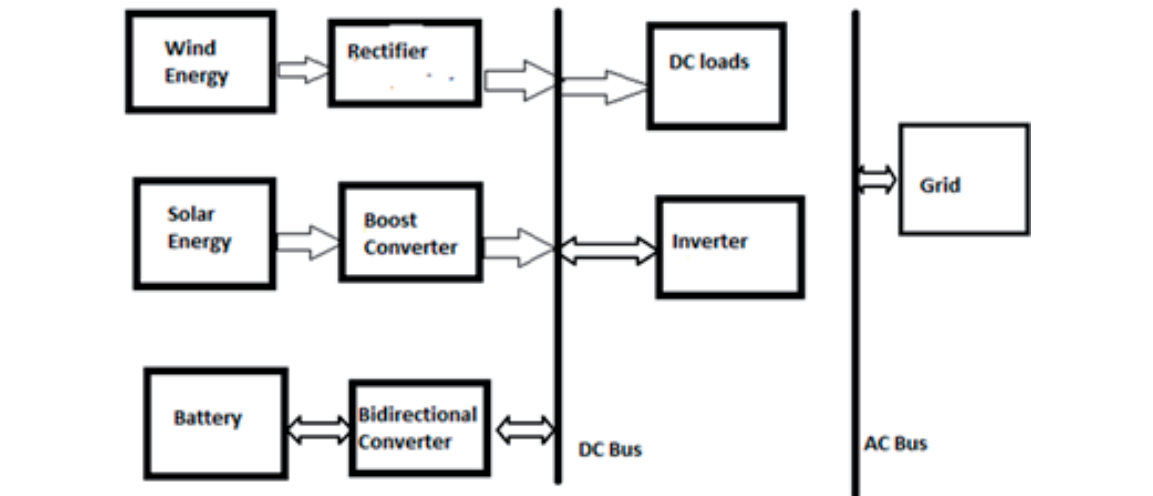 Wind
Energy
Rectifier
DC loads
Grid
Solar
Energy
Boost
Converter
Inverter
Battery
Bidirectional
Converter
DC Bus
AC Bus